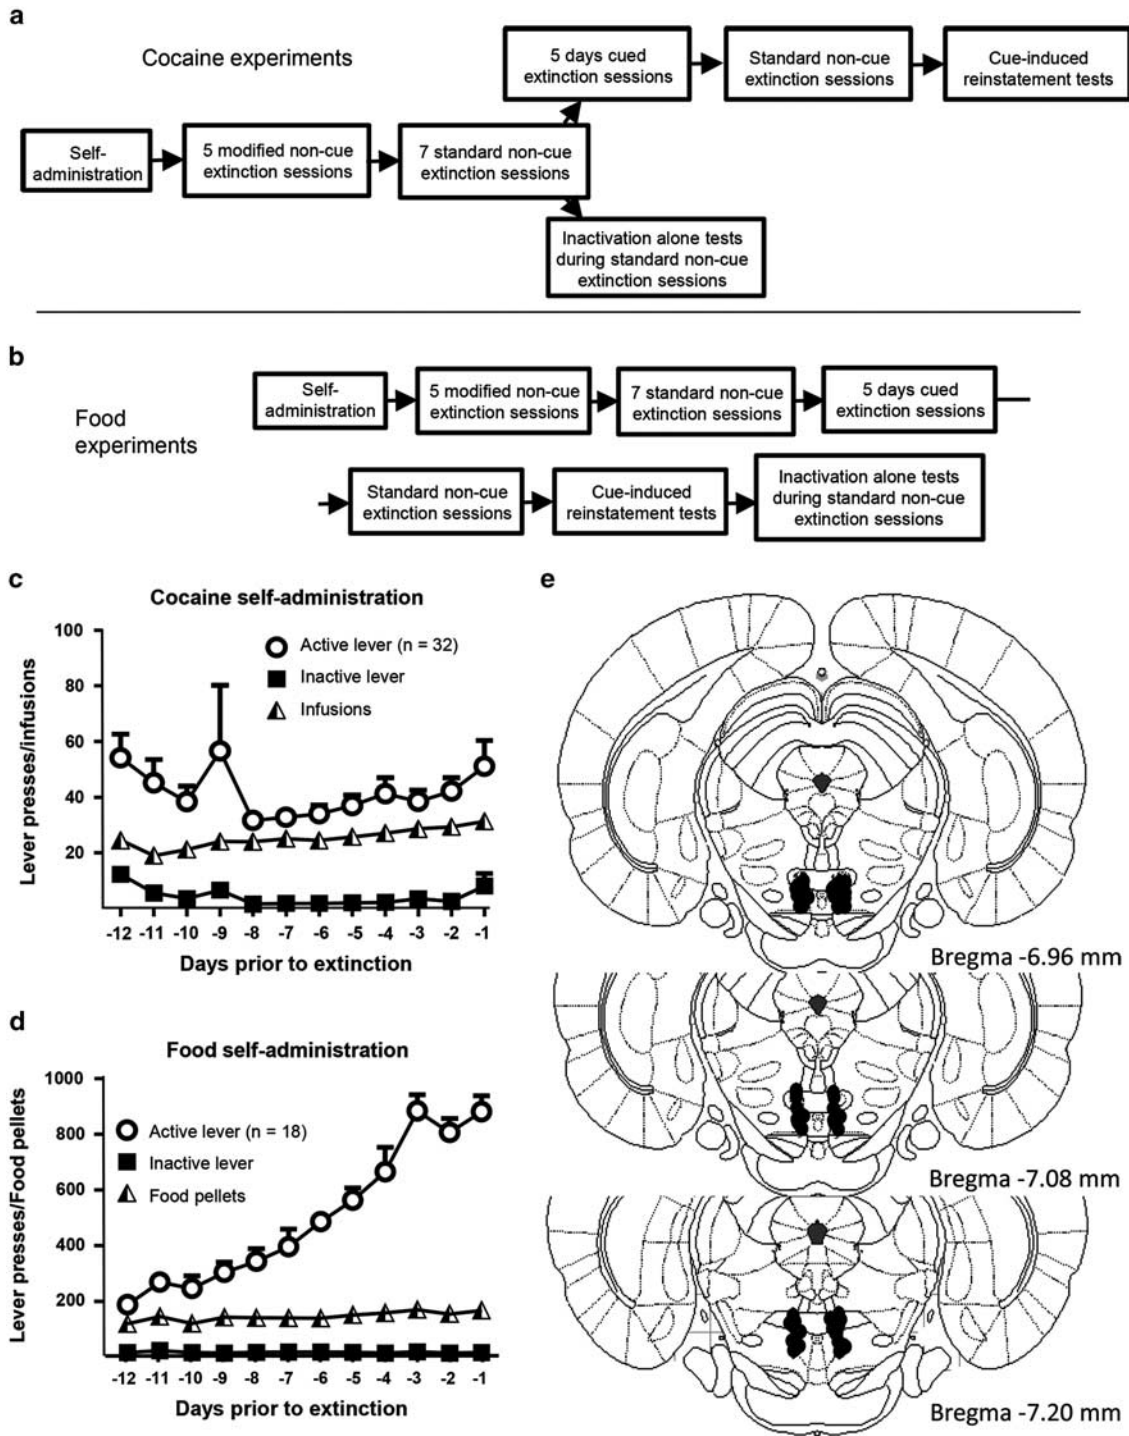 a
Cocaine experiments
5 days cued
extinction sessions
Standard non-cue
extinction sessions
Cue-induced
reinstatement tests
Self-
administration
5 modified non-cue
extinction sessions
7 standard non-cue
extinction sessions
Inactivation alone tests
during standard non-cue
extinction sessions
b
Food
experiments
Self-
administration
5 modified non-cue
extinction sessions
7 standard non-cue
extinction sessions
5 days cued
extinction sessions
Standard non-cue
extinction sessions
Cue-induced
reinstatement tests
Inactivation alone tests
during standard non-cue
extinction sessions
c
Cocaine self-administration
Lever presses/infusions
100
80
60
40
20
Active lever (n = 32)
Inactive lever
Infusions
-12 -11 -10 -9 -8 -7 -6 -5 -4 -3 -2 -1
Days prior to extinction
d
Food self-administration
Lever presses/Food pellets
1000
800
600
400
200
Active lever (n = 18)
Inactive lever
Food pellets
-12 -11 -10 -9 -8 -7 -6 -5 -4 -3 -2 -1
Days prior to extinction
e
Bregma -6.96 mm
Bregma -7.08 mm
Bregma -7.20 mm